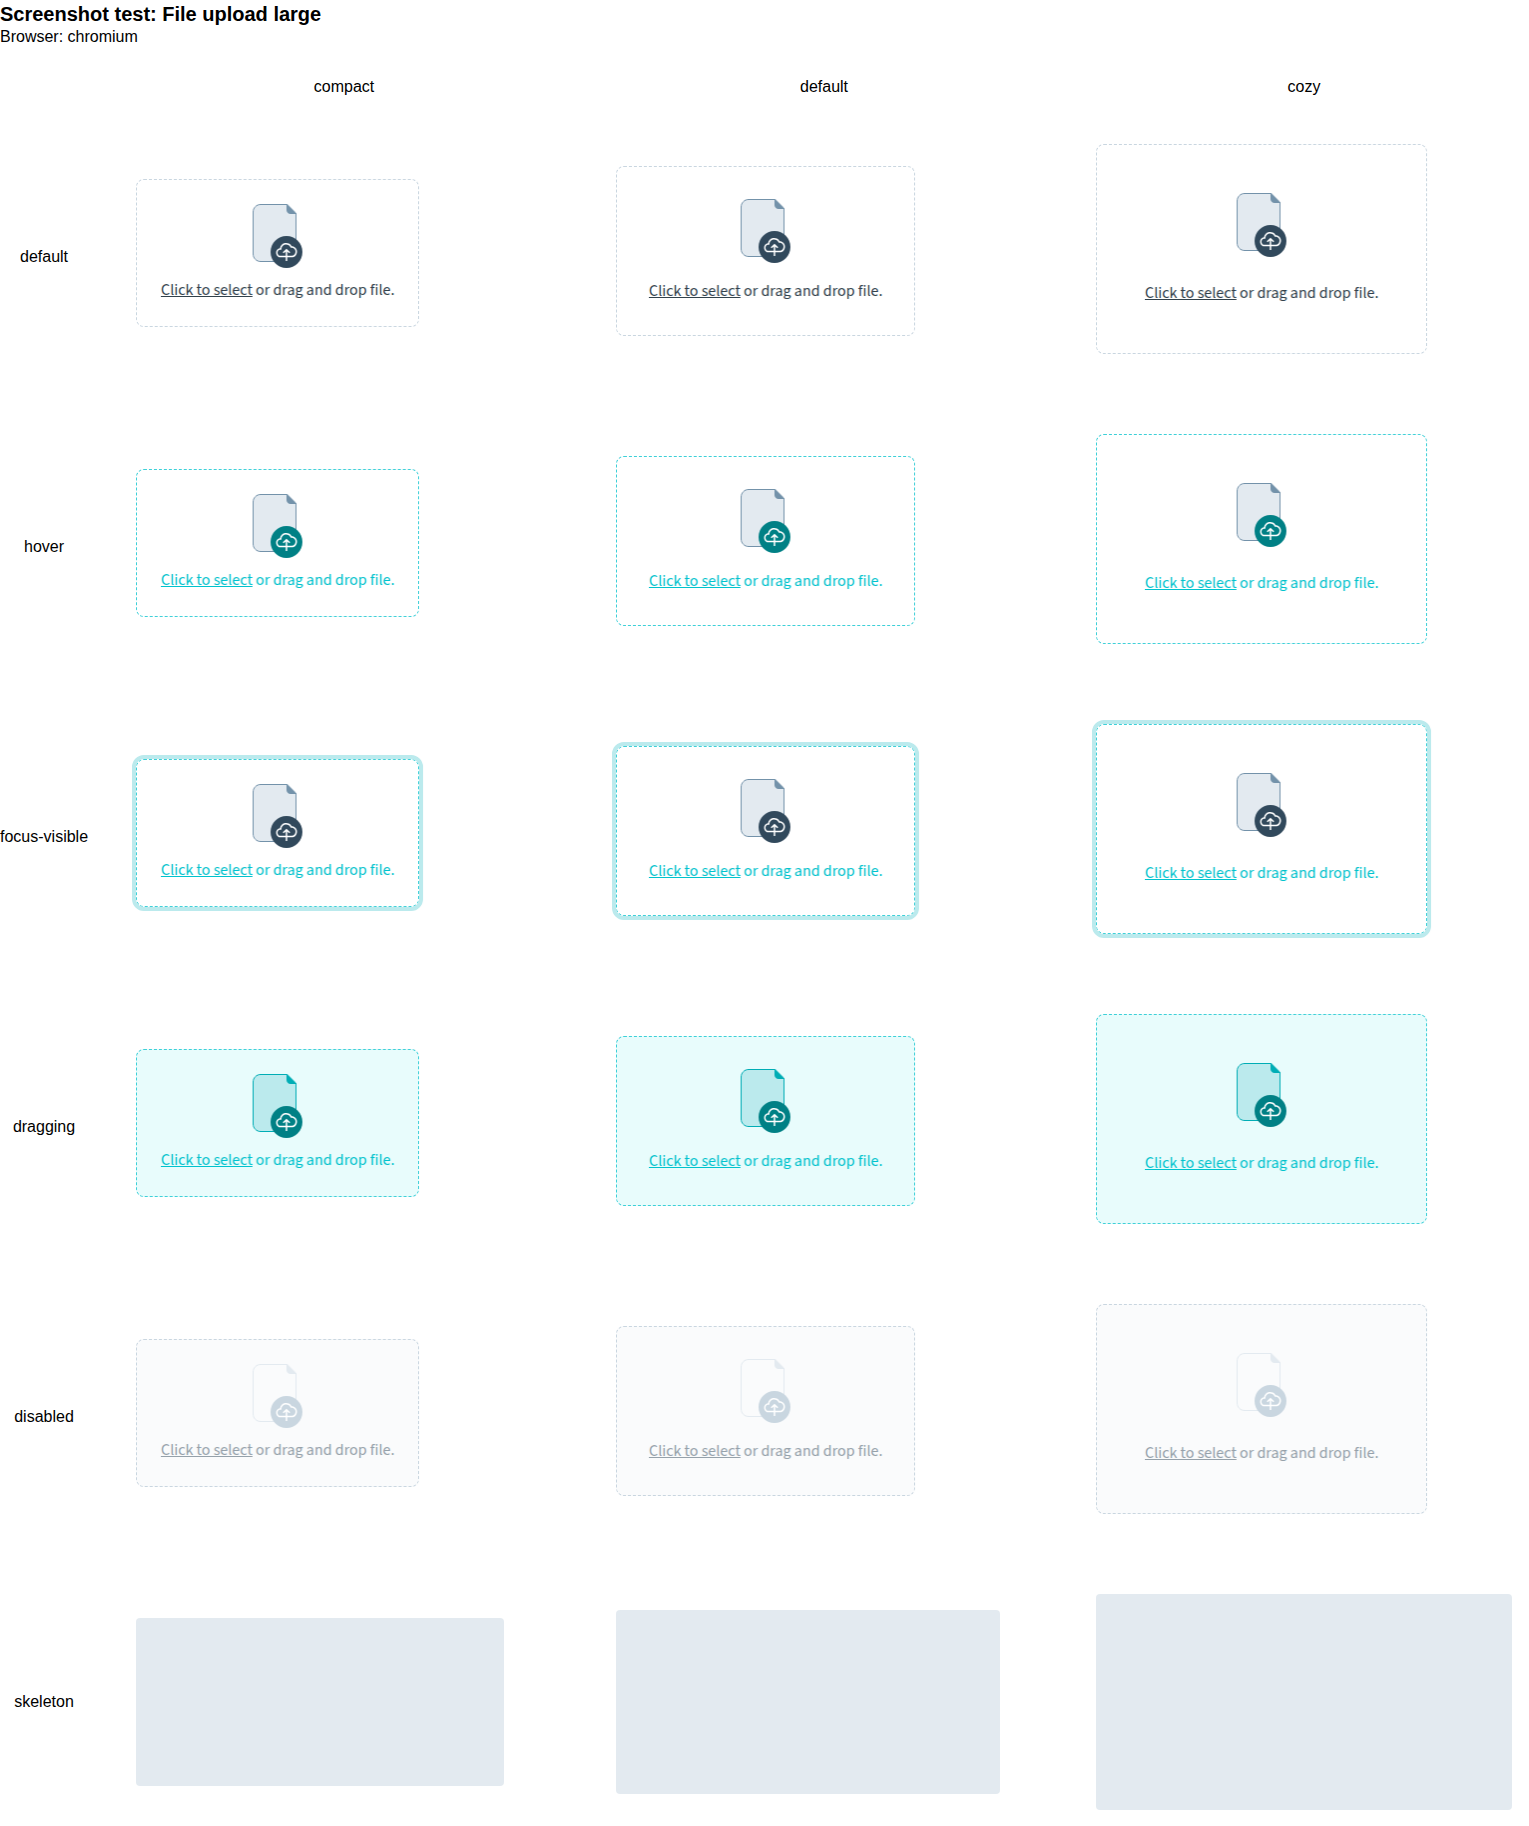 Screenshot test: File upload large
Browser: chromium
compact default cozy
default
Click to select or drag and drop file.
Click to select or drag and drop file.
Click to select or drag and drop file.
hover
Click to select or drag and drop file.
Click to select or drag and drop file.
Click to select or drag and drop file.
focus-visible
Click to select or drag and drop file.
Click to select or drag and drop file.
Click to select or drag and drop file.
dragging
Click to select or drag and drop file.
Click to select or drag and drop file.
Click to select or drag and drop file.
disabled
Click to select or drag and drop file.
Click to select or drag and drop file.
Click to select or drag and drop file.
skeleton